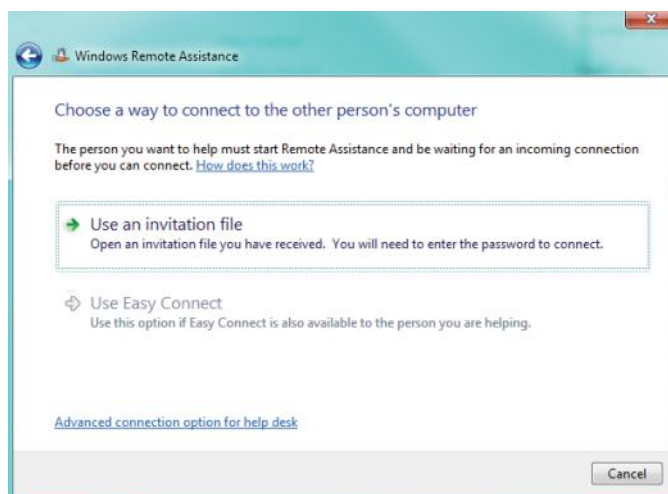 Windows Remote Assistance
Choose a way to connect to the other person's computer
The person you want to help must start Remote Assistance and be waiting for an incoming connection
before you can connect. How does this work?
Use an invitation file
Open an invitation file you have received. You will need to enter the password to connect.
Use Easy Connect
Use this option if Easy Connect is also available to the person you are helping.
Advanced connection option for help desk
Cancel